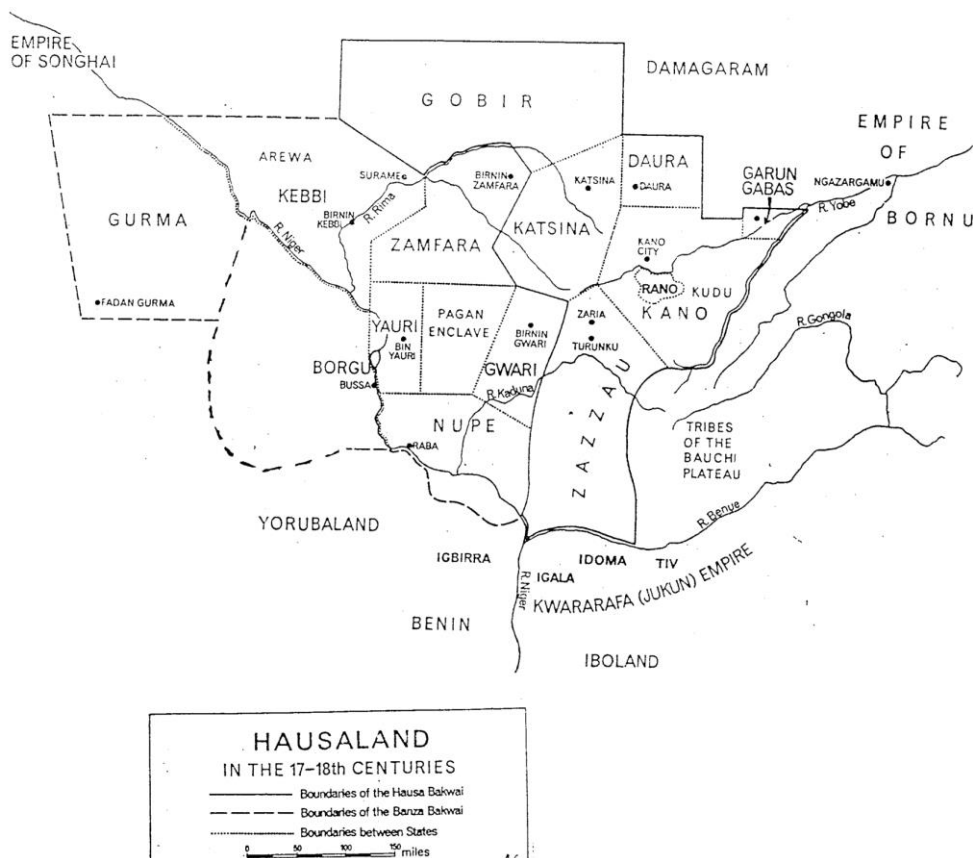 EMPIRE
OF SONGHAI
DAMAGARAM
GOBIR
EMPIRE
OF
BORNU
AREWA
KEBBI
SURAME
BIRNIN
ZAMFARA
KATSINA
DAURA
DAURA
GARUN
GABAS
NGAZARGAMU
R. Yobe
GURMA
BIRNIN
KEBBI
R. Rima
R. Niger
ZAMFARA
KATSINA
KANO
CITY
RANO
KUDU
KANO
FADAN GURMA
YAURI
BIN
YAURI
PAGAN
ENCLAVE
BIRNIN
GWARI
ZARIA
TURUNKU
R. Gongola
BORGU
BUSSA
GWARI
R. Kaduna
NUPE
RABA
ZAZZAU
TRIBES
OF THE
BAUCHI
PLATEAU
R. Benue
YORUBALAND
IGBIRRA
IGALA
IDOMA
TIV
R. Niger
KWARARAFA (JUKUN) EMPIRE
BENIN
IBOLAND
HAUSALAND
IN THE 17–18th CENTURIES
Boundaries of the Hausa Bakwai
Boundaries of the Banza Bakwai
Boundaries between States
0 50 100 150 miles